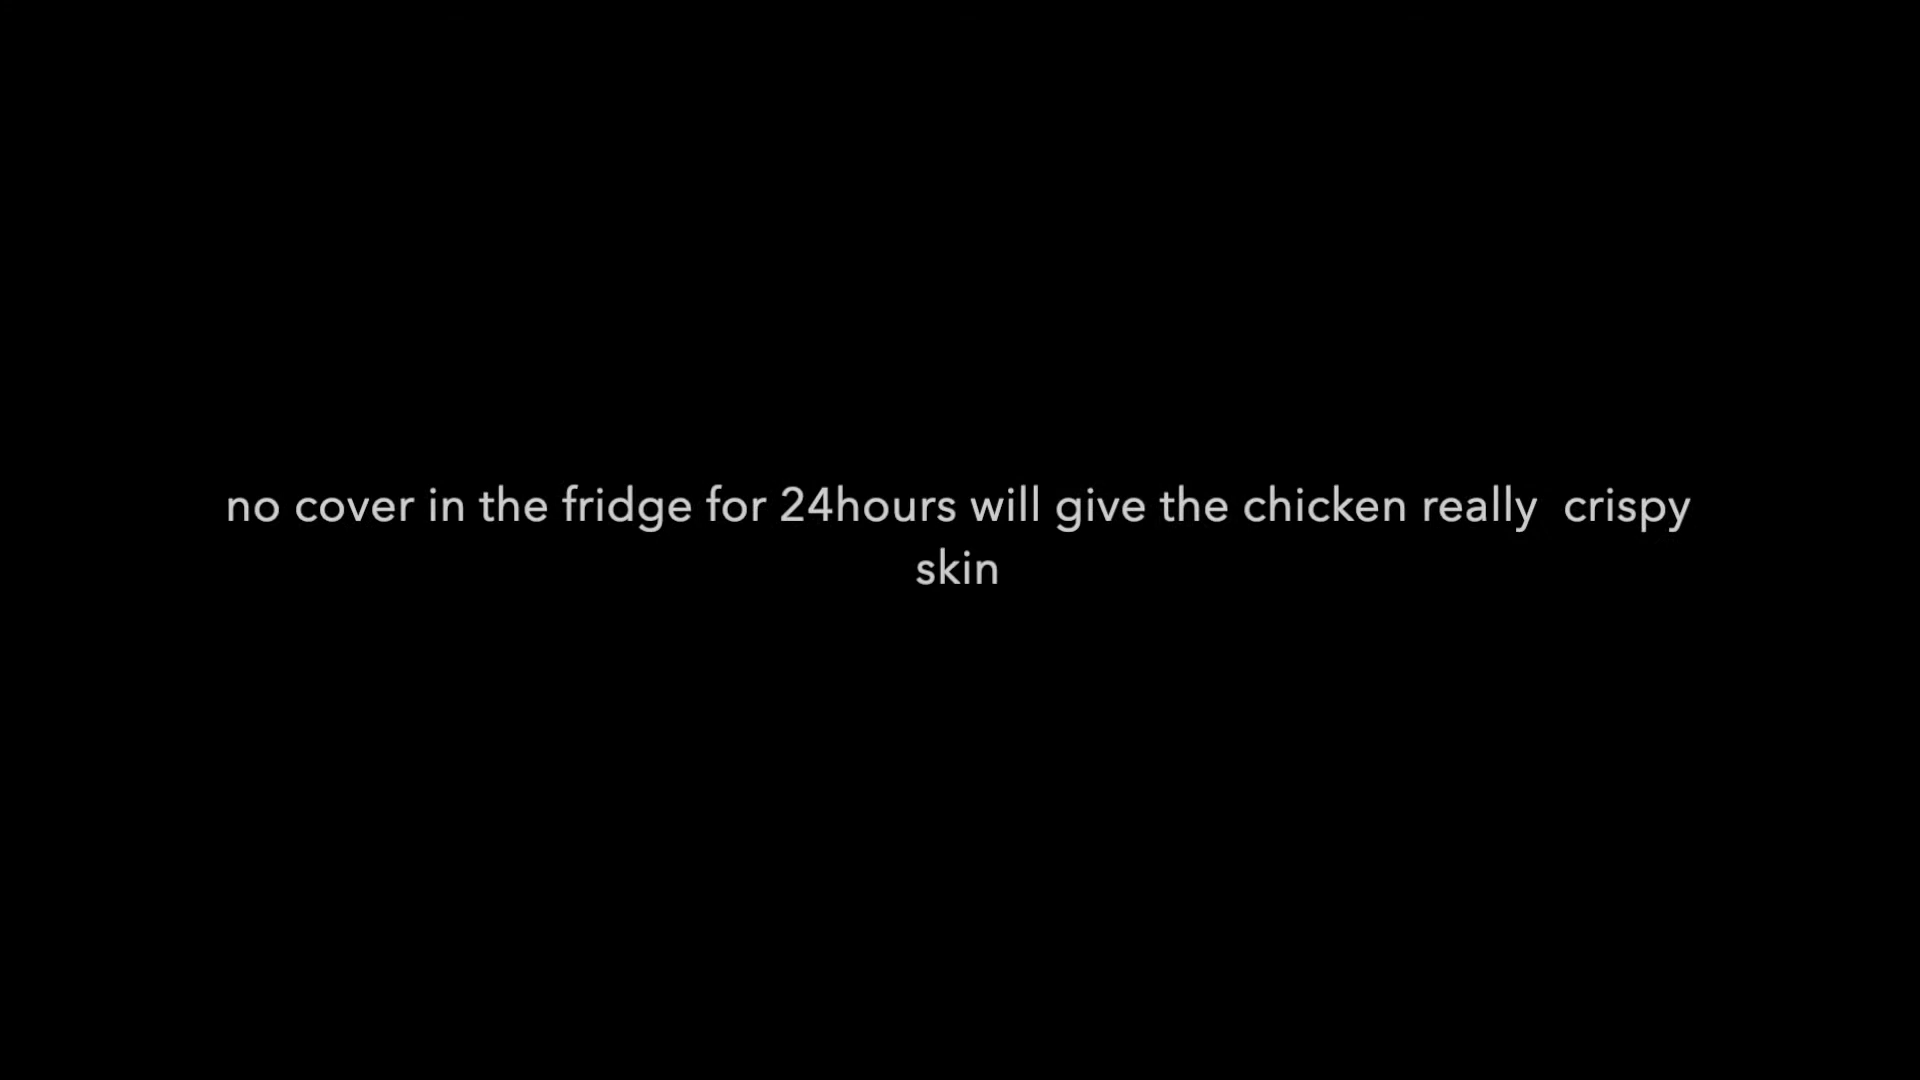 no cover in the fridge for 24hours will give the chicken really  crispy
skin